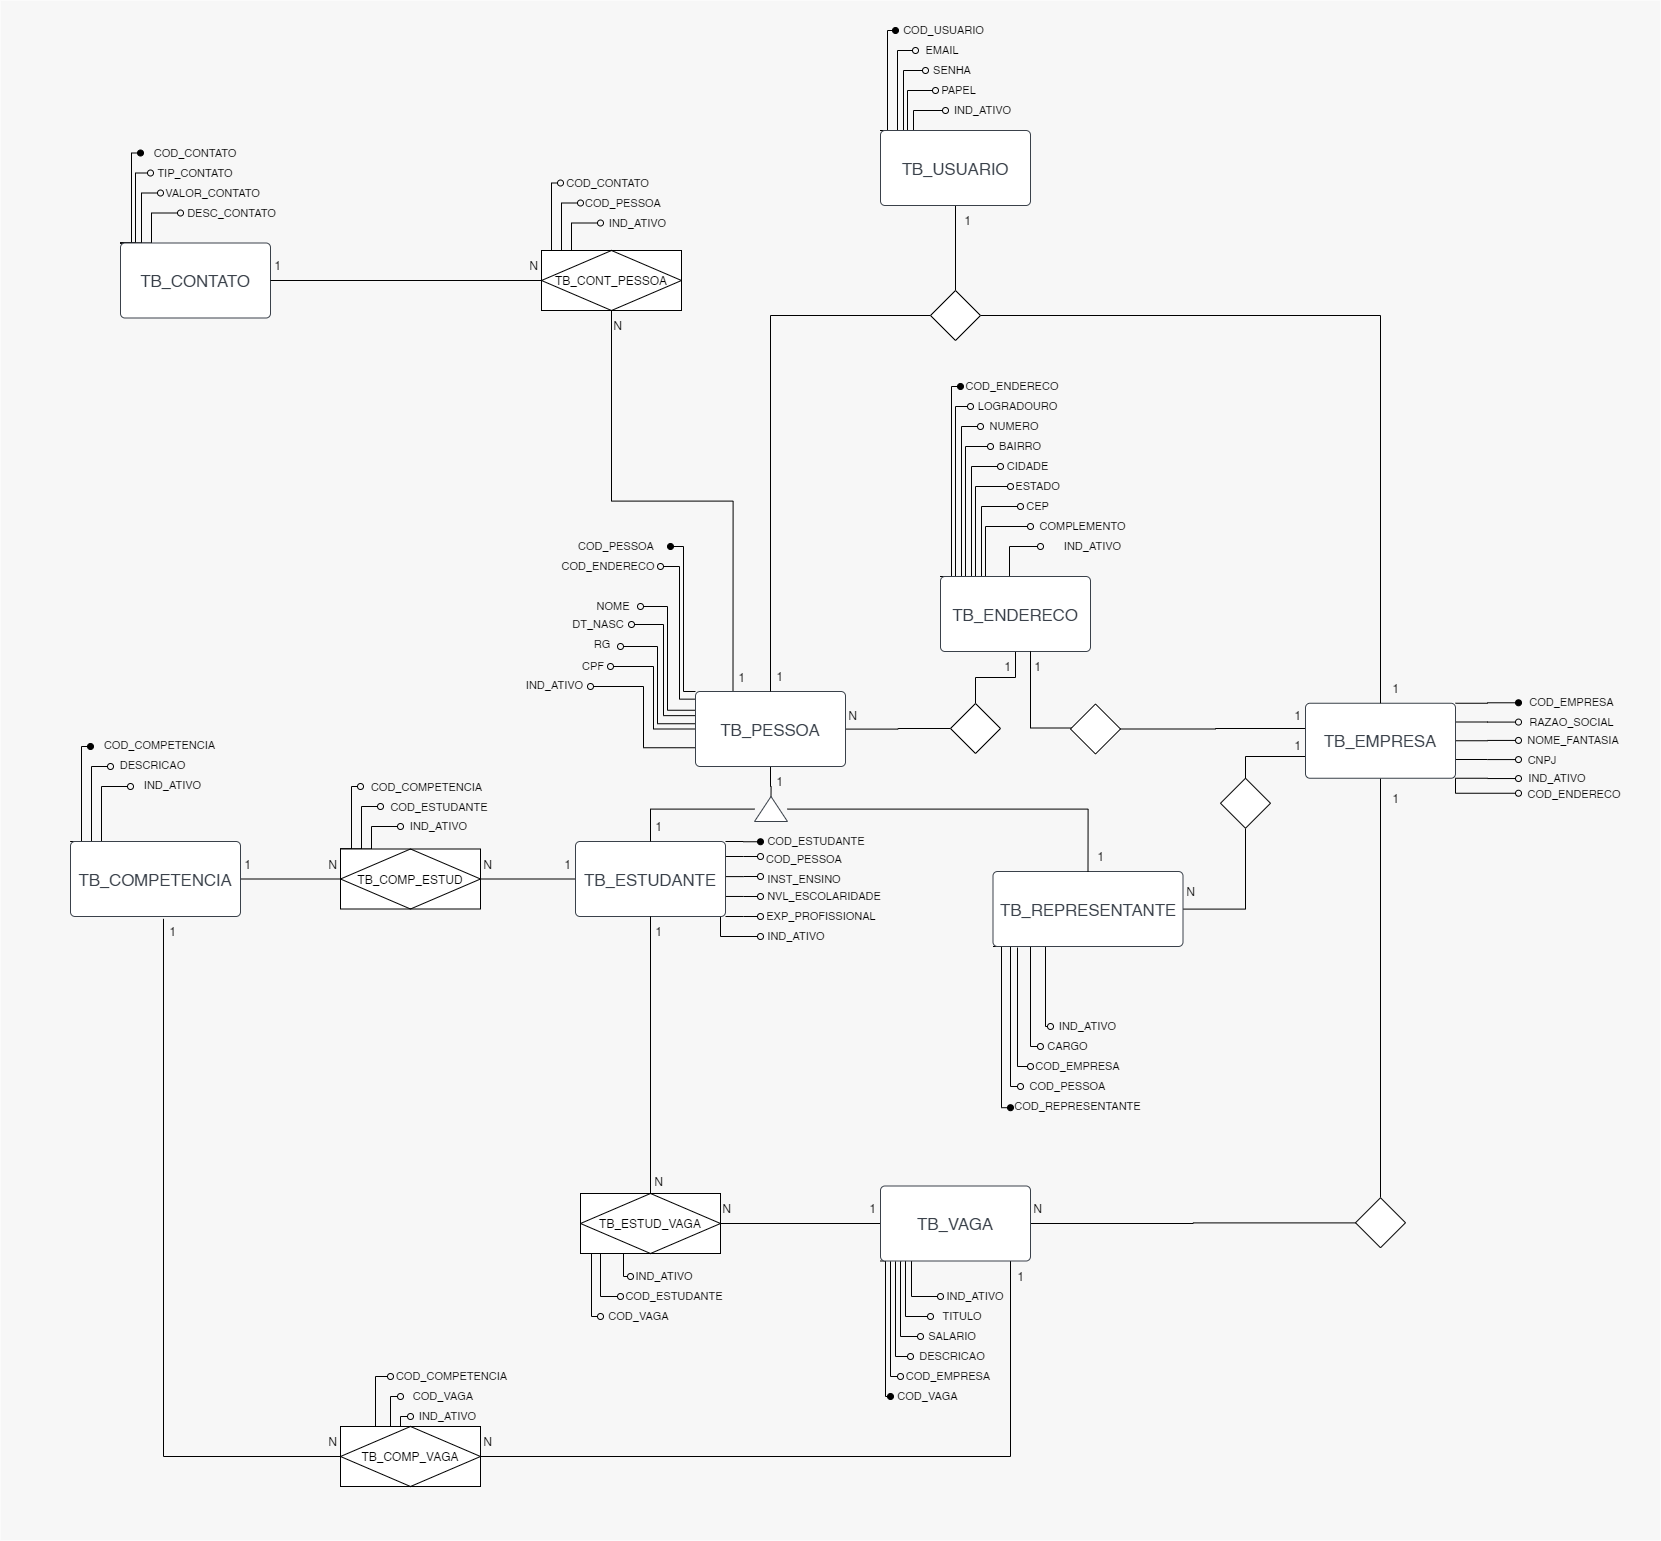 COD_USUARIO
EMAIL
SENHA
PAPEL
IND_ATIVO
TB_USUARIO
1
COD_CONTATO
TIP_CONTATO
VALOR_CONTATO
DESC_CONTATO
TB_CONTATO
1
COD_CONTATO
COD_PESSOA
IND_ATIVO
N
TB_CONT_PESSOA
N
COD_ENDERECO
LOGRADOURO
NUMERO
BAIRRO
CIDADE
ESTADO
CEP
COMPLEMENTO
IND_ATIVO
TB_ENDERECO
1
1
COD_PESSOA
COD_ENDERECO
NOME
DT_NASC
RG
CPF
IND_ATIVO
1
1
TB_PESSOA
N
1
1
1
1
TB_EMPRESA
1
COD_EMPRESA
RAZAO_SOCIAL
NOME_FANTASIA
CNPJ
IND_ATIVO
COD_ENDERECO
COD_COMPETENCIA
DESCRICAO
IND_ATIVO
TB_COMPETENCIA
1
1
COD_COMPETENCIA
COD_ESTUDANTE
IND_ATIVO
N
TB_COMP_ESTUD
N
1
1
TB_ESTUDANTE
1
COD_ESTUDANTE
COD_PESSOA
INST_ENSINO
NVL_ESCOLARIDADE
EXP_PROFISSIONAL
IND_ATIVO
1
TB_REPRESENTANTE
N
IND_ATIVO
CARGO
COD_EMPRESA
COD_PESSOA
COD_REPRESENTANTE
N
TB_ESTUD_VAGA
N
IND_ATIVO
COD_ESTUDANTE
COD_VAGA
1
TB_VAGA
N
1
IND_ATIVO
TITULO
SALARIO
DESCRICAO
COD_EMPRESA
COD_VAGA
COD_COMPETENCIA
COD_VAGA
IND_ATIVO
N
TB_COMP_VAGA
N